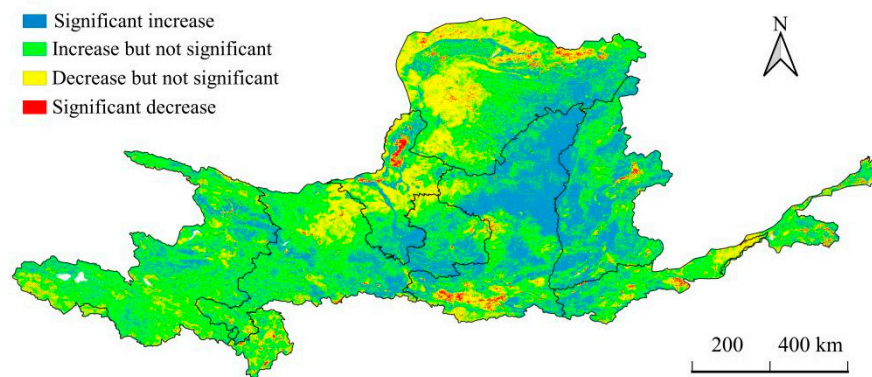 Significant increase
Increase but not significant
Decrease but not significant
Significant decrease
N
200 400 km